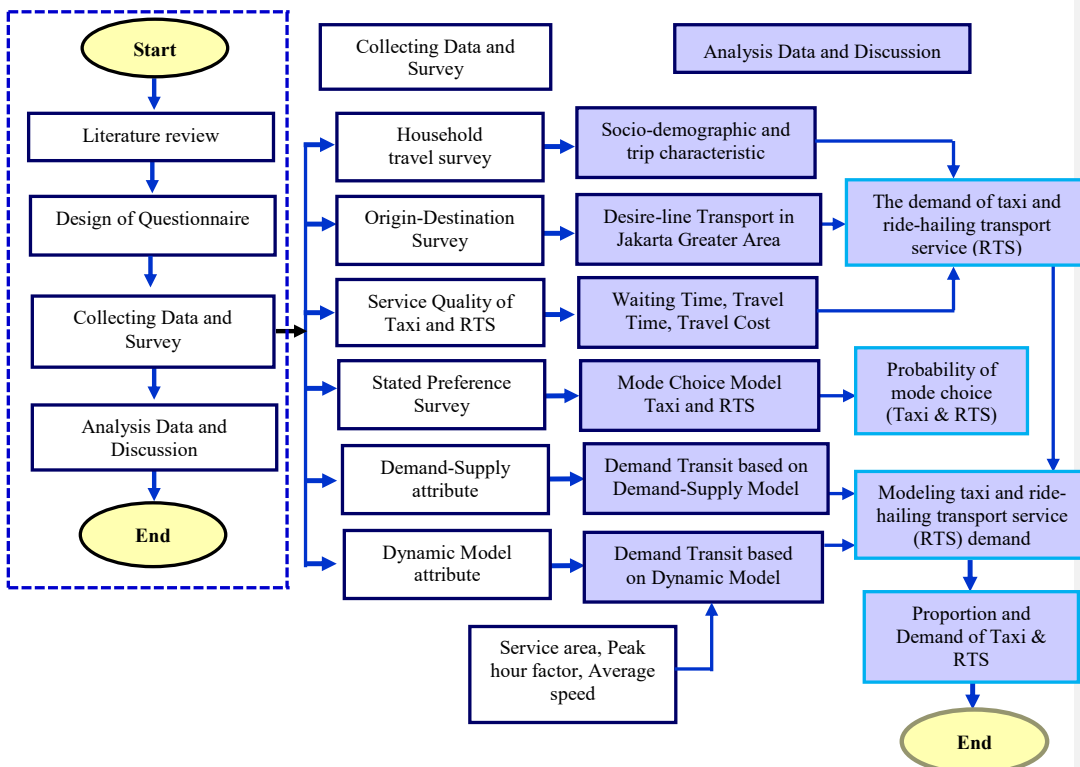 Start
Literature review
Design of Questionnaire
Collecting Data and
Survey
Analysis Data and
Discussion
End
Collecting Data and
Survey
Analysis Data and Discussion
Household
travel survey
Socio-demographic and
trip characteristic
Origin-Destination
Survey
Desire-line Transport in
Jakarta Greater Area
The demand of taxi and
ride-hailing transport
service (RTS)
Service Quality of
Taxi and RTS
Waiting Time, Travel
Time, Travel Cost
Stated Preference
Survey
Mode Choice Model
Taxi and RTS
Probability of
mode choice
(Taxi & RTS)
Demand-Supply
attribute
Demand Transit based on
Demand-Supply Model
Modeling taxi and ride-
hailing transport service
(RTS) demand
Dynamic Model
attribute
Demand Transit based
on Dynamic Model
Service area, Peak
hour factor, Average
speed
Proportion and
Demand of Taxi &
RTS
End